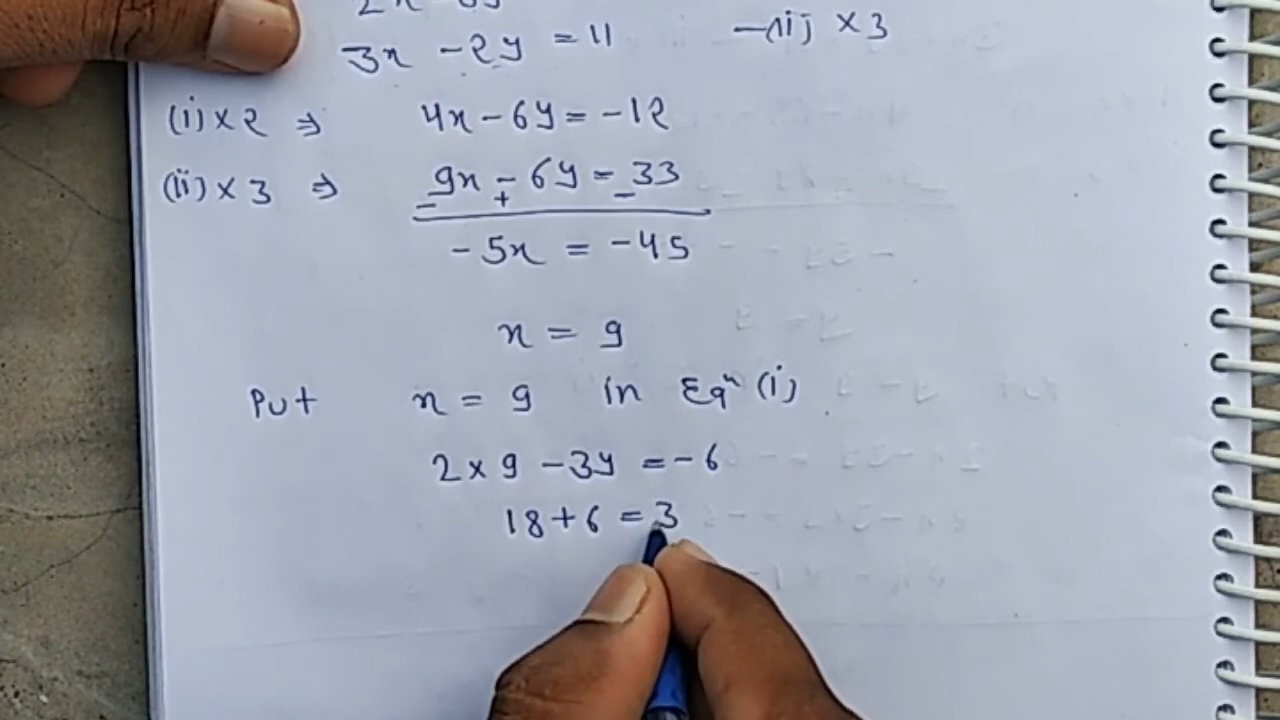 3x - 2y = 11 —(ii) × 3
(i) × 2 ⇒ 4x - 6y = -12
(ii) × 3 ⇒ 9x - 6y = 33
- + -
-5x = -45
x = 9
Put x = 9 in Eqⁿ (i)
2 × 9 - 3y = -6
18 + 6 = 3